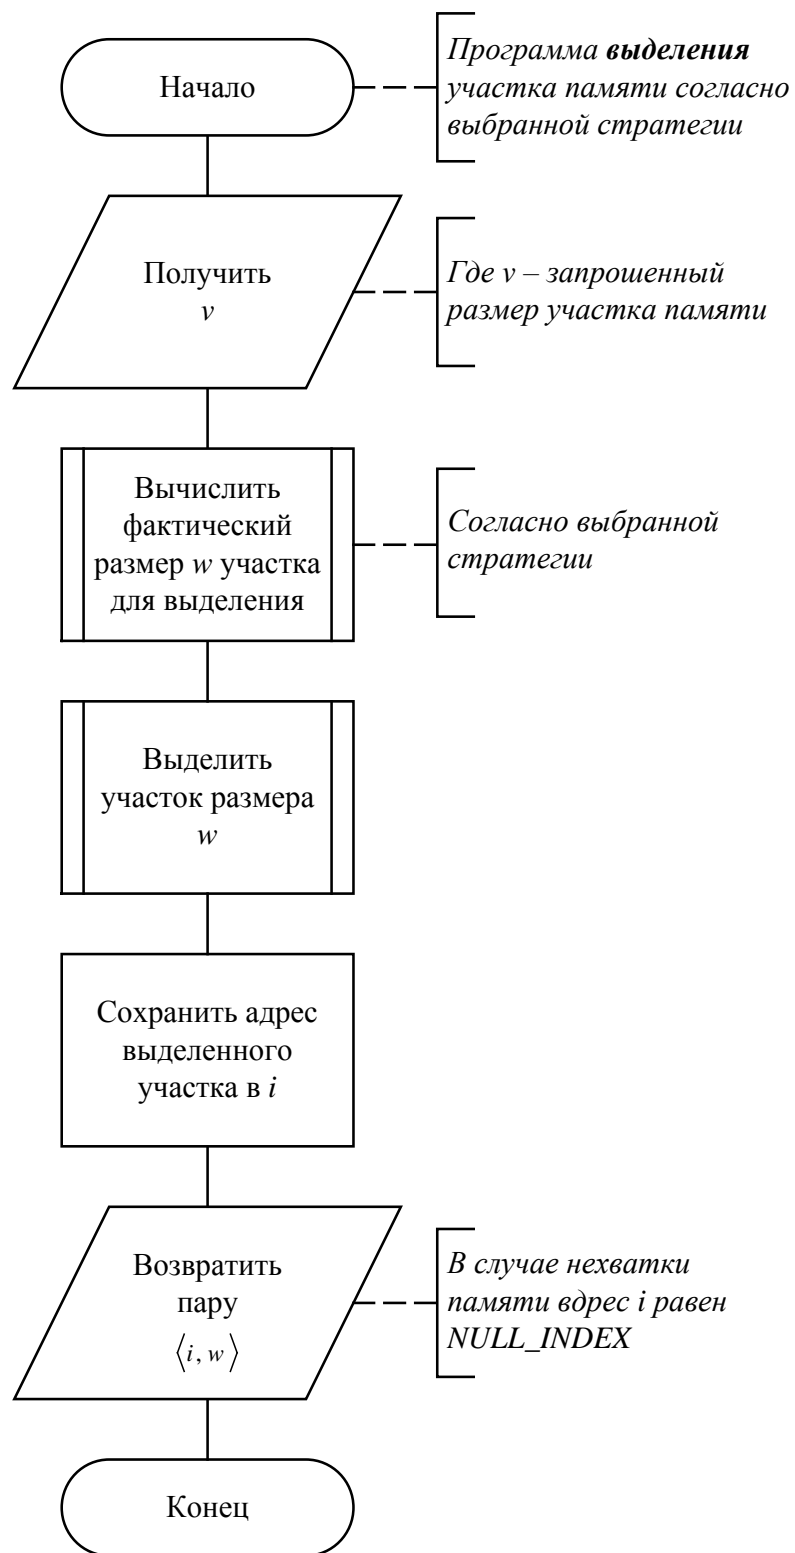 Начало
Программа выделения
участка памяти согласно
выбранной стратегии
Получить
v
Где v – запрошенный
размер участка памяти
Вычислить
фактический
размер w участка
для выделения
Согласно выбранной
стратегии
Выделить
участок размера
w
Сохранить адрес
выделенного
участка в i
Возвратить
пару
⟨i, w⟩
В случае нехватки
памяти вдрес i равен
NULL_INDEX
Конец